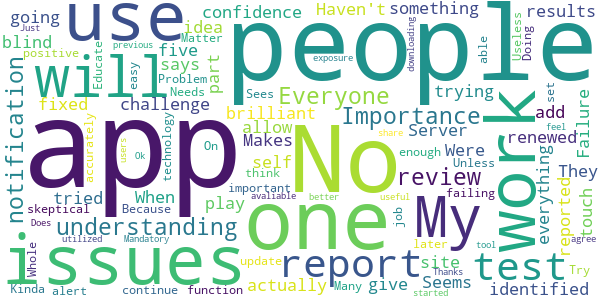 going Just confidence Haven't something results
use idea people
blind Matter five
positive previous Educate says part downloading exposure able Useless Doing
will easy Problem Needs Sees trying set
notification fixed challenge brilliant Everyone Importance add
accurately users Ok technology On allow Makes Server Were work renewed Failure
app No self enough review Unless They
tried When play think My failing everything reported touch
skeptical Because important job
understanding share feel
Does utilized Mandatory available better useful later tool agree
issues one site test
Whole report update Seems Try
Kinda alert continue function actually Many give Thanks started identified